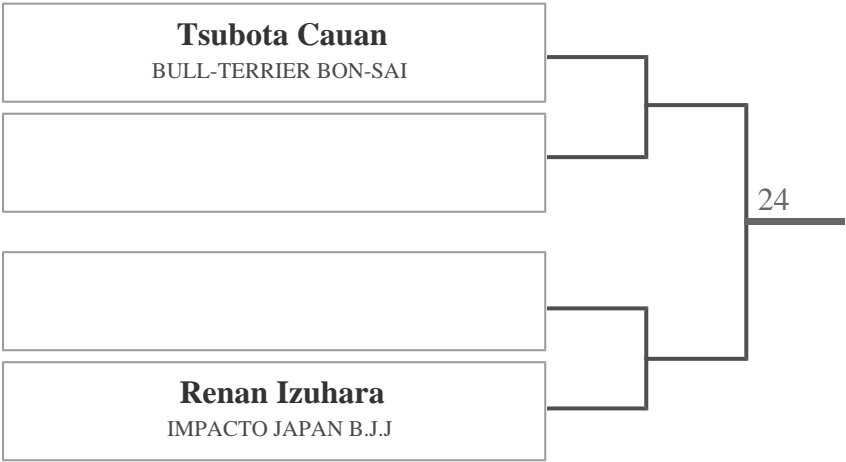 Tsubota Cauan
BULL-TERRIER BON-SAI
24
Renan Izuhara
IMPACTO JAPAN B.J.J